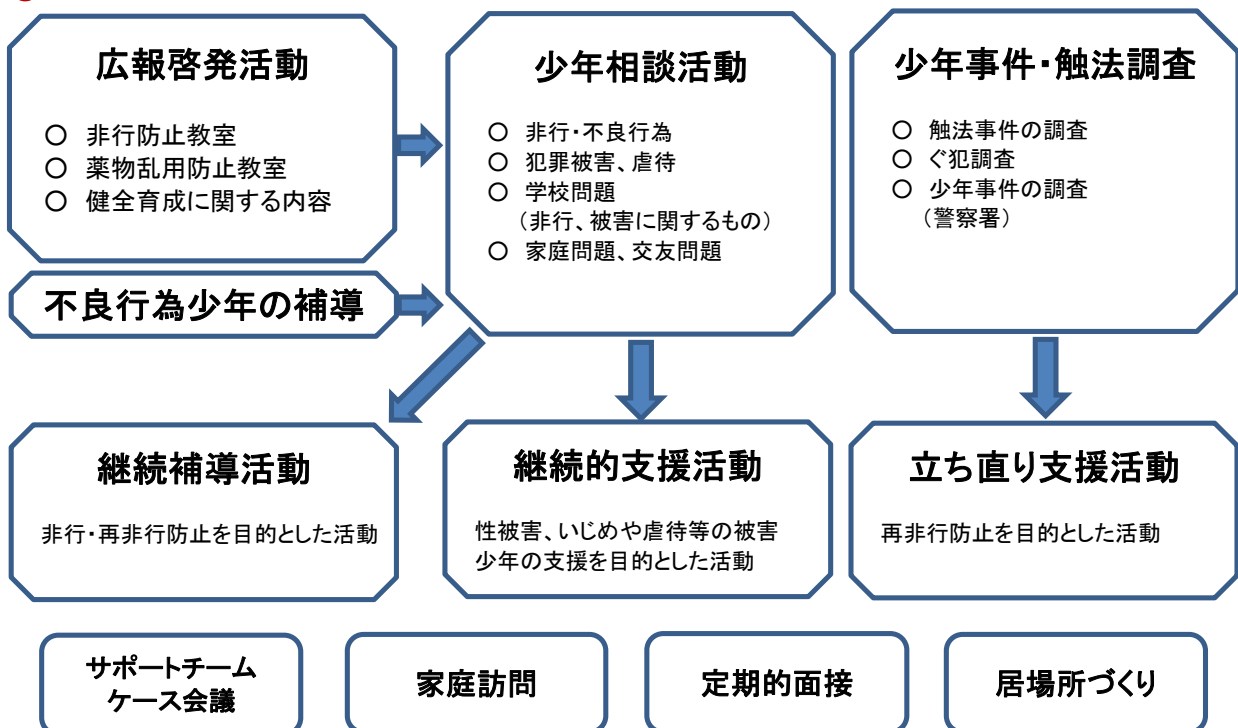 広報啓発活動
○ 非行防止教室
○ 薬物乱用防止教室
○ 健全育成に関する内容
不良行為少年の補導
少年相談活動
○ 非行・不良行為
○ 犯罪被害、虐待
○ 学校問題
(非行、被害に関するもの)
○ 家庭問題、交友問題
少年事件・触法調査
○ 触法事件の調査
○ ぐ犯調査
○ 少年事件の調査
(警察署)
継続補導活動
非行・再非行防止を目的とした活動
継続的支援活動
性被害、いじめや虐待等の被害
少年の支援を目的とした活動
立ち直り支援活動
再非行防止を目的とした活動
サポートチーム
ケース会議
家庭訪問
定期的面接
居場所づくり